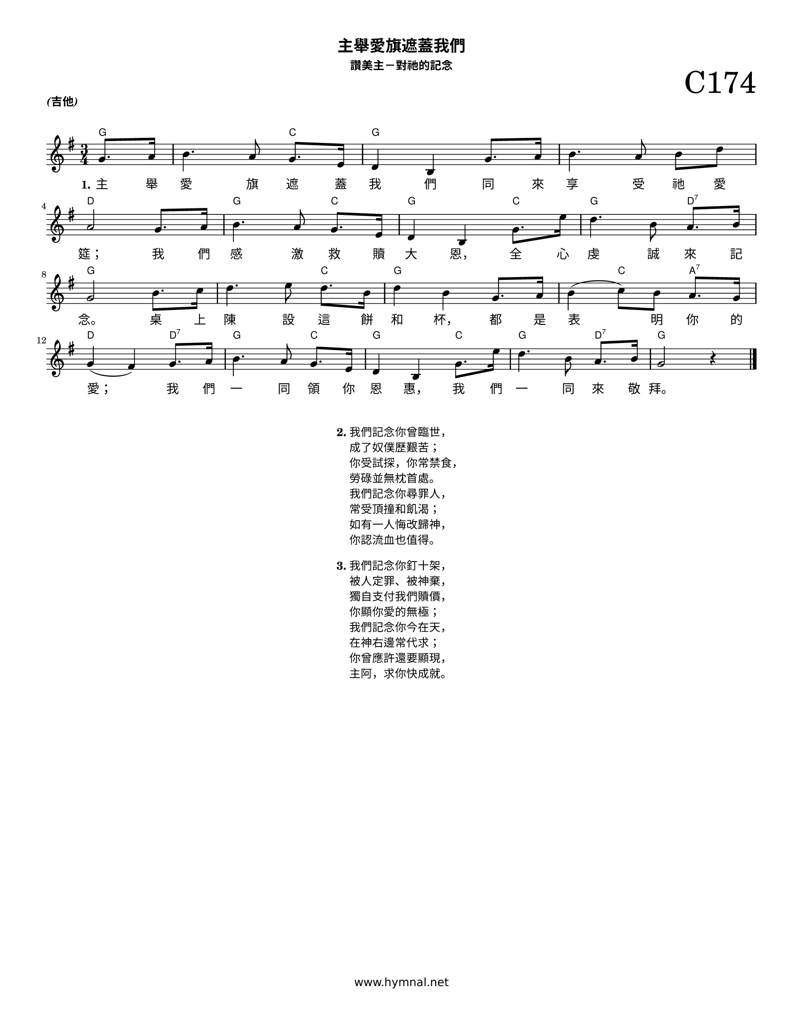 主舉愛旗遮蓋我們
讚美主－對祂的記念
C174
(吉他)
G C G
3 4
1. 主 舉 愛 旗 遮 蓋 我 們 同 來 享 受 祂 愛
4 D G C G C G D7
筵； 我 們 感 激 救 贖 大 恩， 全 心 虔 誠 來 記
8 G C G C A7
念。 桌 上 陳 設 這 餅 和 杯， 都 是 表 明 你 的
12 D D7 G C G C G D7 G
愛； 我 們 一 同 領 你 恩 惠， 我 們 一 同 來 敬 拜。
2. 我們記念你曾臨世，
成了奴僕歷艱苦；
你受試探，你常禁食，
勞碌並無枕首處。
我們記念你尋罪人，
常受頂撞和飢渴；
如有一人悔改歸神，
你認流血也值得。
3. 我們記念你釘十架，
被人定罪、被神棄，
獨自支付我們贖價，
你顯你愛的無極；
我們記念你今在天，
在神右邊常代求；
你曾應許還要顯現，
主阿，求你快成就。
www.hymnal.net